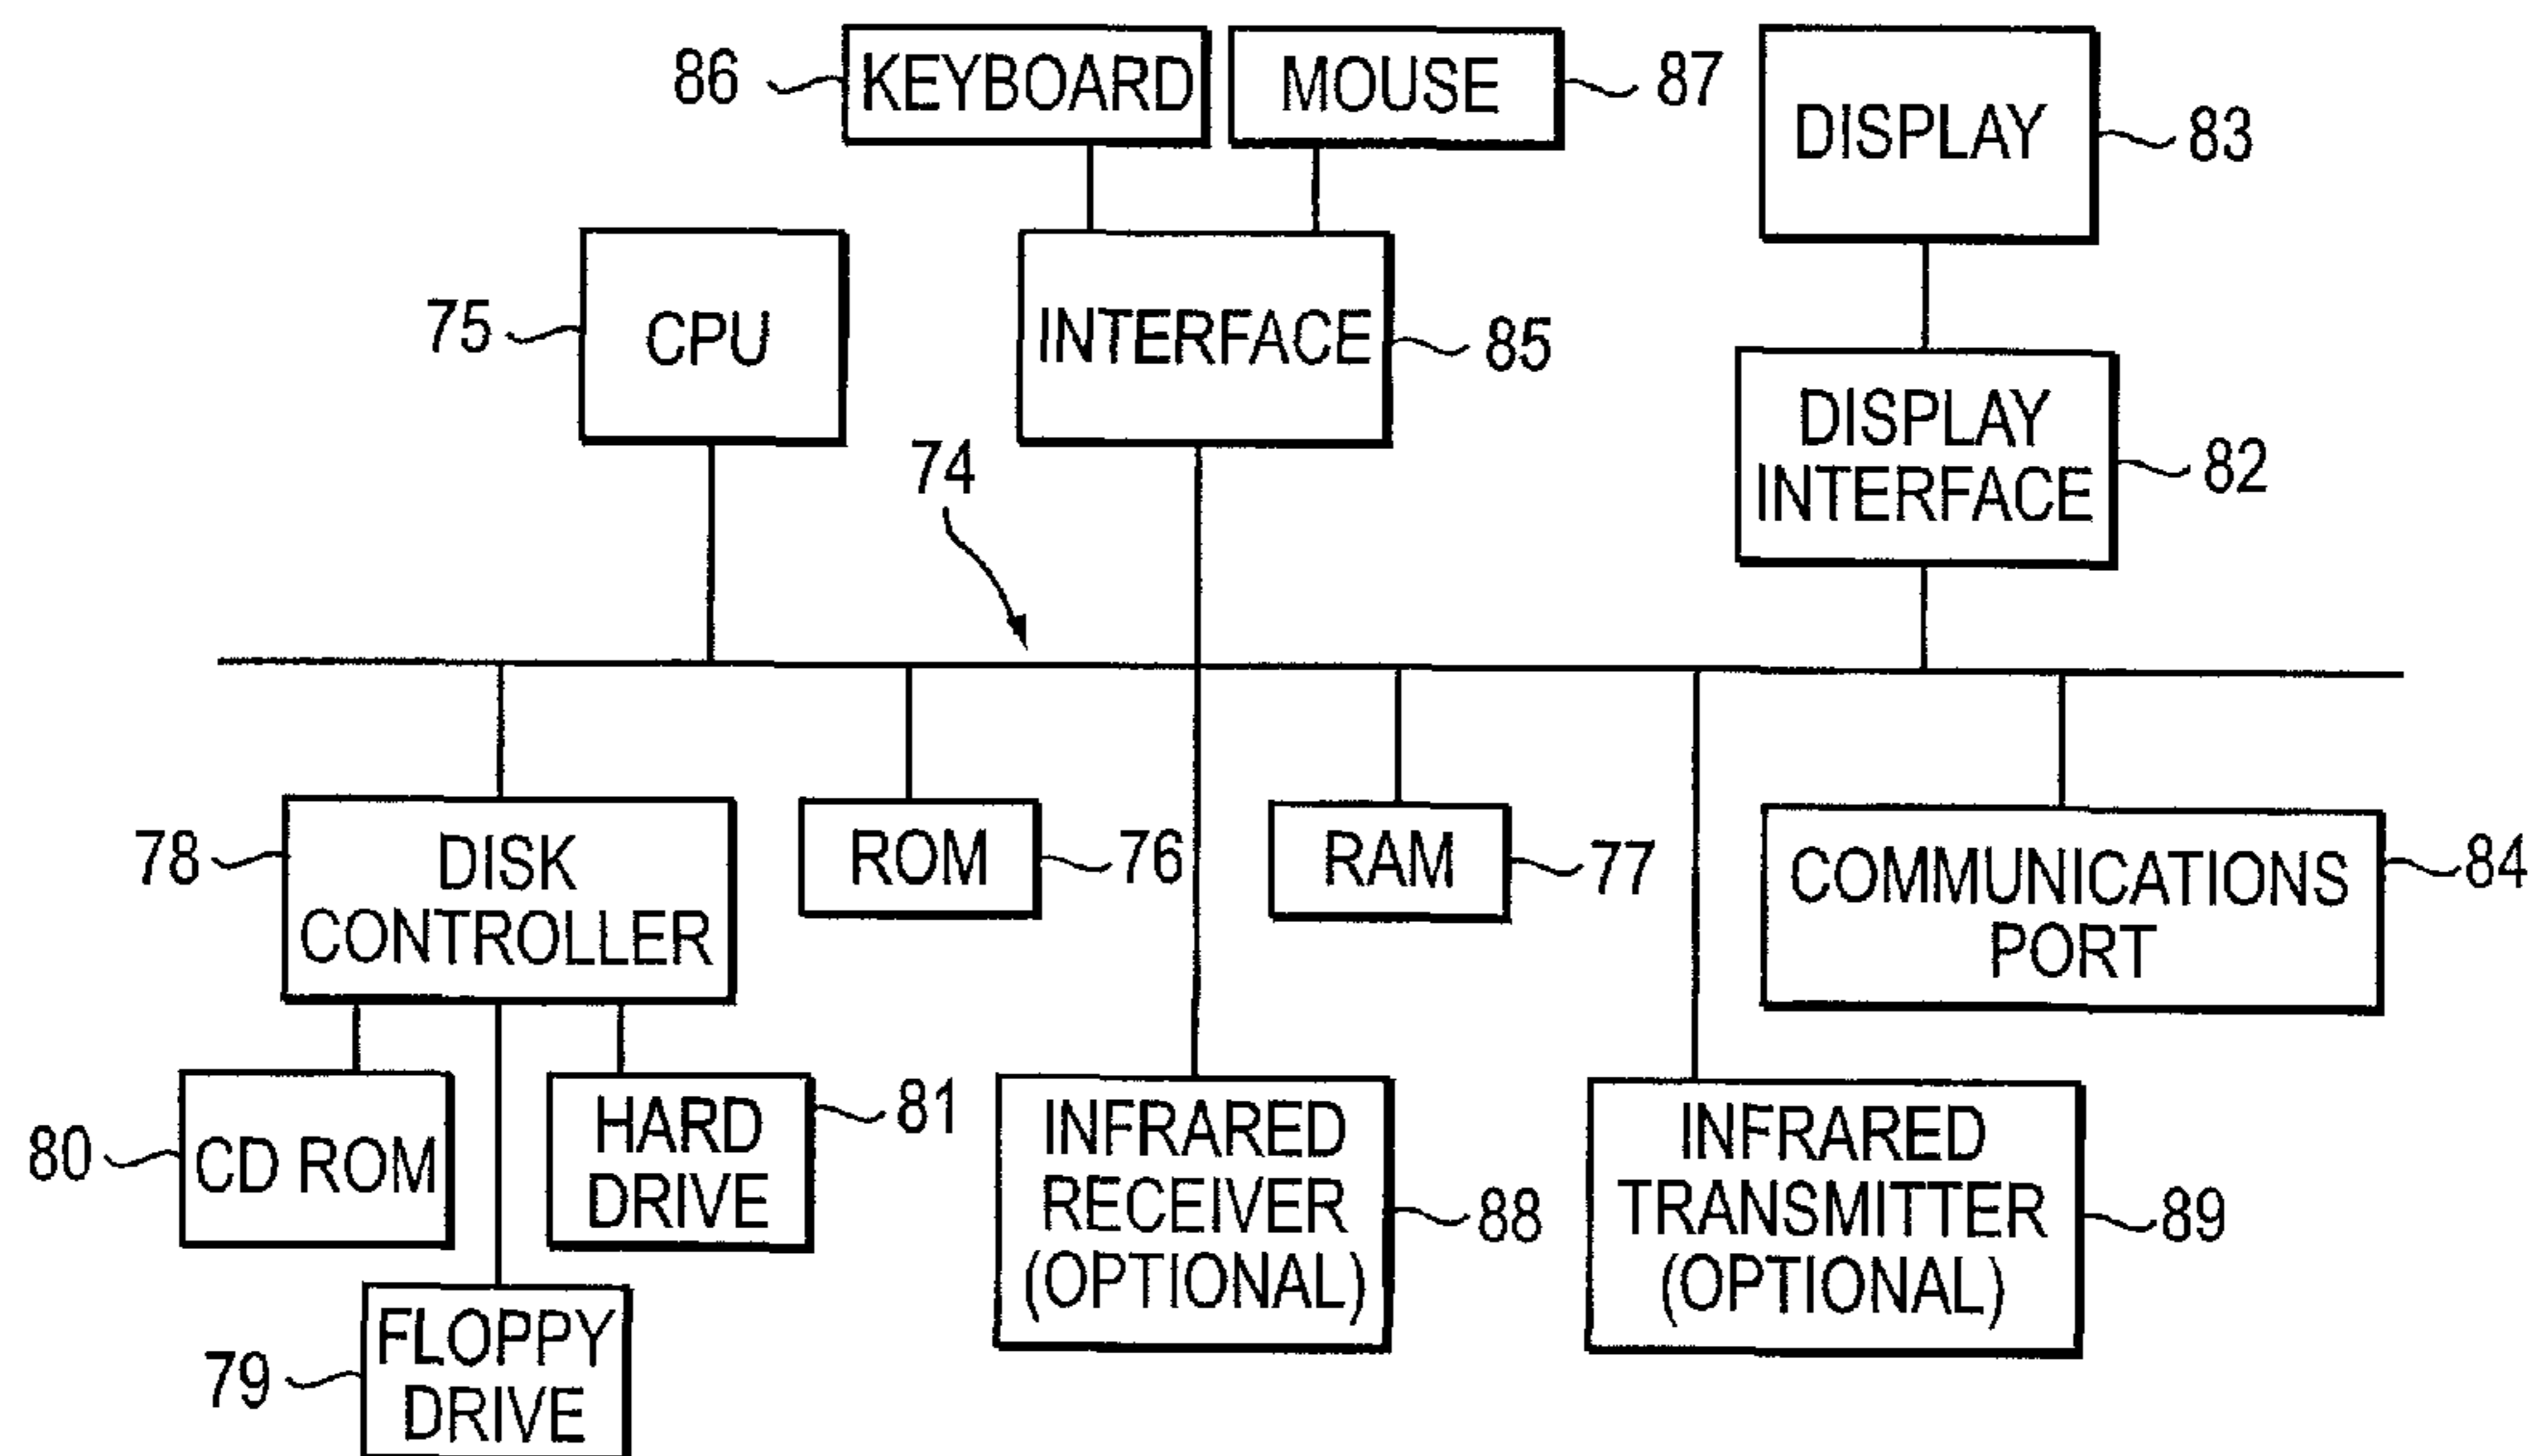 86 KEYBOARD
MOUSE 87
DISPLAY 83
75 CPU
INTERFACE 85
DISPLAY
INTERFACE 82
74
78 DISK
CONTROLLER
ROM 76
RAM 77
COMMUNICATIONS
PORT 84
80 CD ROM
HARD
DRIVE 81
INFRARED
RECEIVER
(OPTIONAL) 88
INFRARED
TRANSMITTER
(OPTIONAL) 89
79 FLOPPY
DRIVE